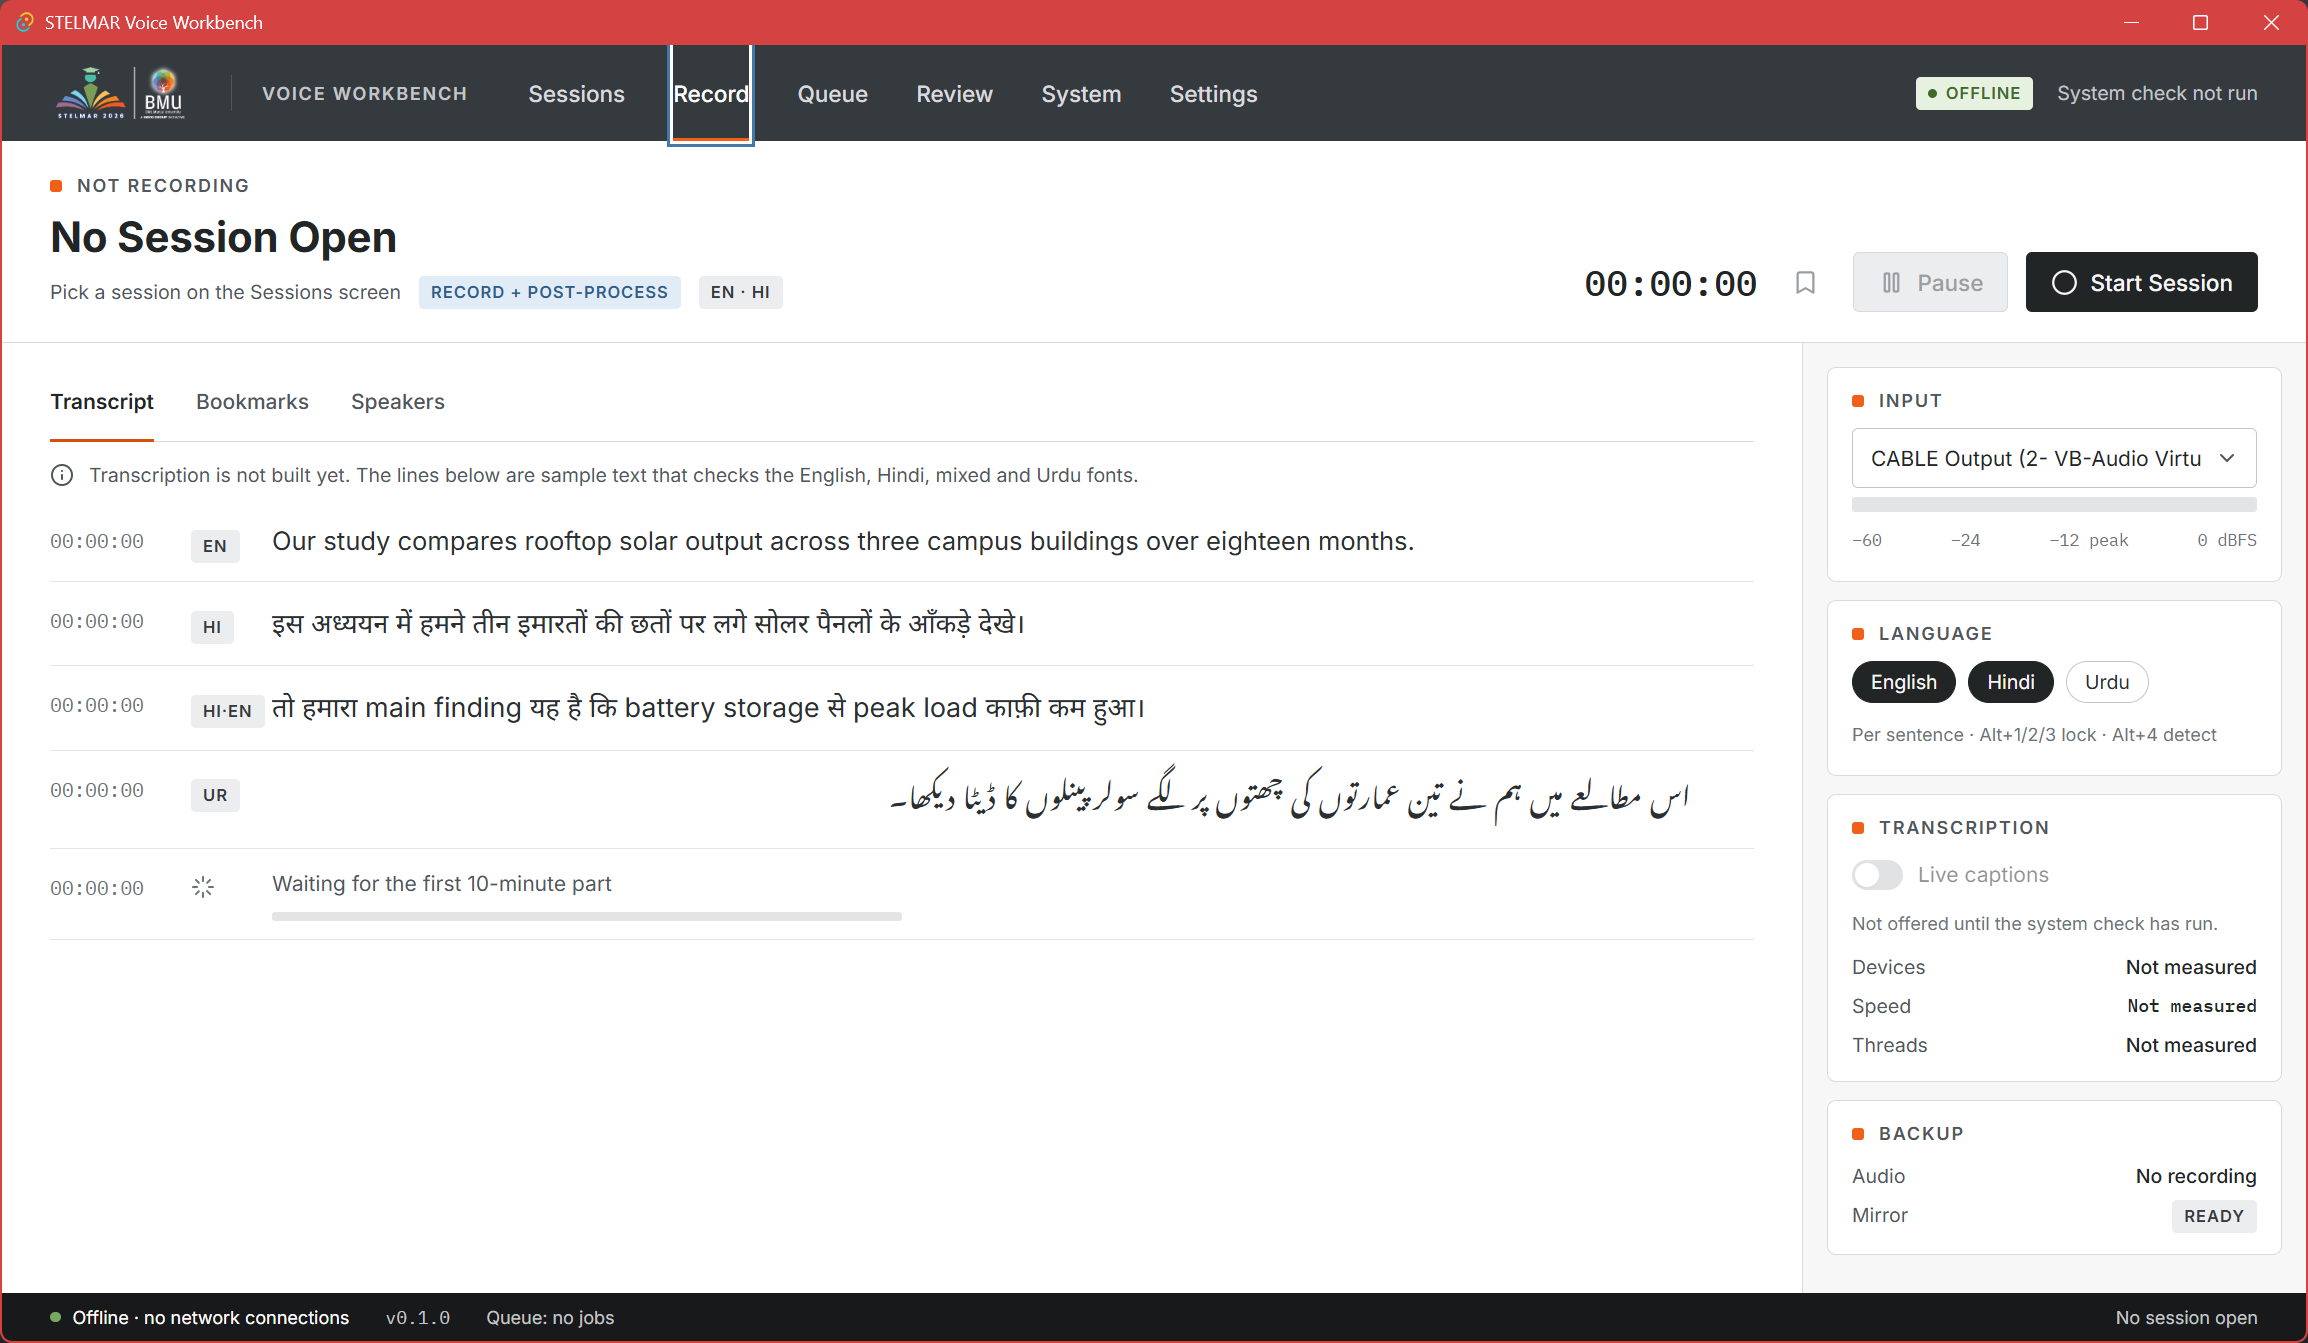 STELMAR Voice Workbench
STELMAR 2026
BMU
VOICE WORKBENCH
Sessions
Record
Queue
Review
System
Settings
OFFLINE
System check not run
NOT RECORDING
No Session Open
Pick a session on the Sessions screen
RECORD + POST-PROCESS
EN · HI
00:00:00
Pause
Start Session
Transcript
Bookmarks
Speakers
Transcription is not built yet. The lines below are sample text that checks the English, Hindi, mixed and Urdu fonts.
00:00:00 EN Our study compares rooftop solar output across three campus buildings over eighteen months.
00:00:00 HI इस अध्ययन में हमने तीन इमारतों की छतों पर लगे सोलर पैनलों के आँकड़े देखे।
00:00:00 HI·EN तो हमारा main finding यह है कि battery storage से peak load काफ़ी कम हुआ।
00:00:00 UR اس مطالعے میں ہم نے تین عمارتوں کی چھتوں پر لگے سولر پینلوں کا ڈیٹا دیکھا۔
00:00:00 Waiting for the first 10-minute part
INPUT
CABLE Output (2- VB-Audio Virtu
−60 −24 −12 peak 0 dBFS
LANGUAGE
English Hindi Urdu
Per sentence · Alt+1/2/3 lock · Alt+4 detect
TRANSCRIPTION
Live captions
Not offered until the system check has run.
Devices Not measured
Speed Not measured
Threads Not measured
BACKUP
Audio No recording
Mirror READY
Offline · no network connections
v0.1.0
Queue: no jobs
No session open